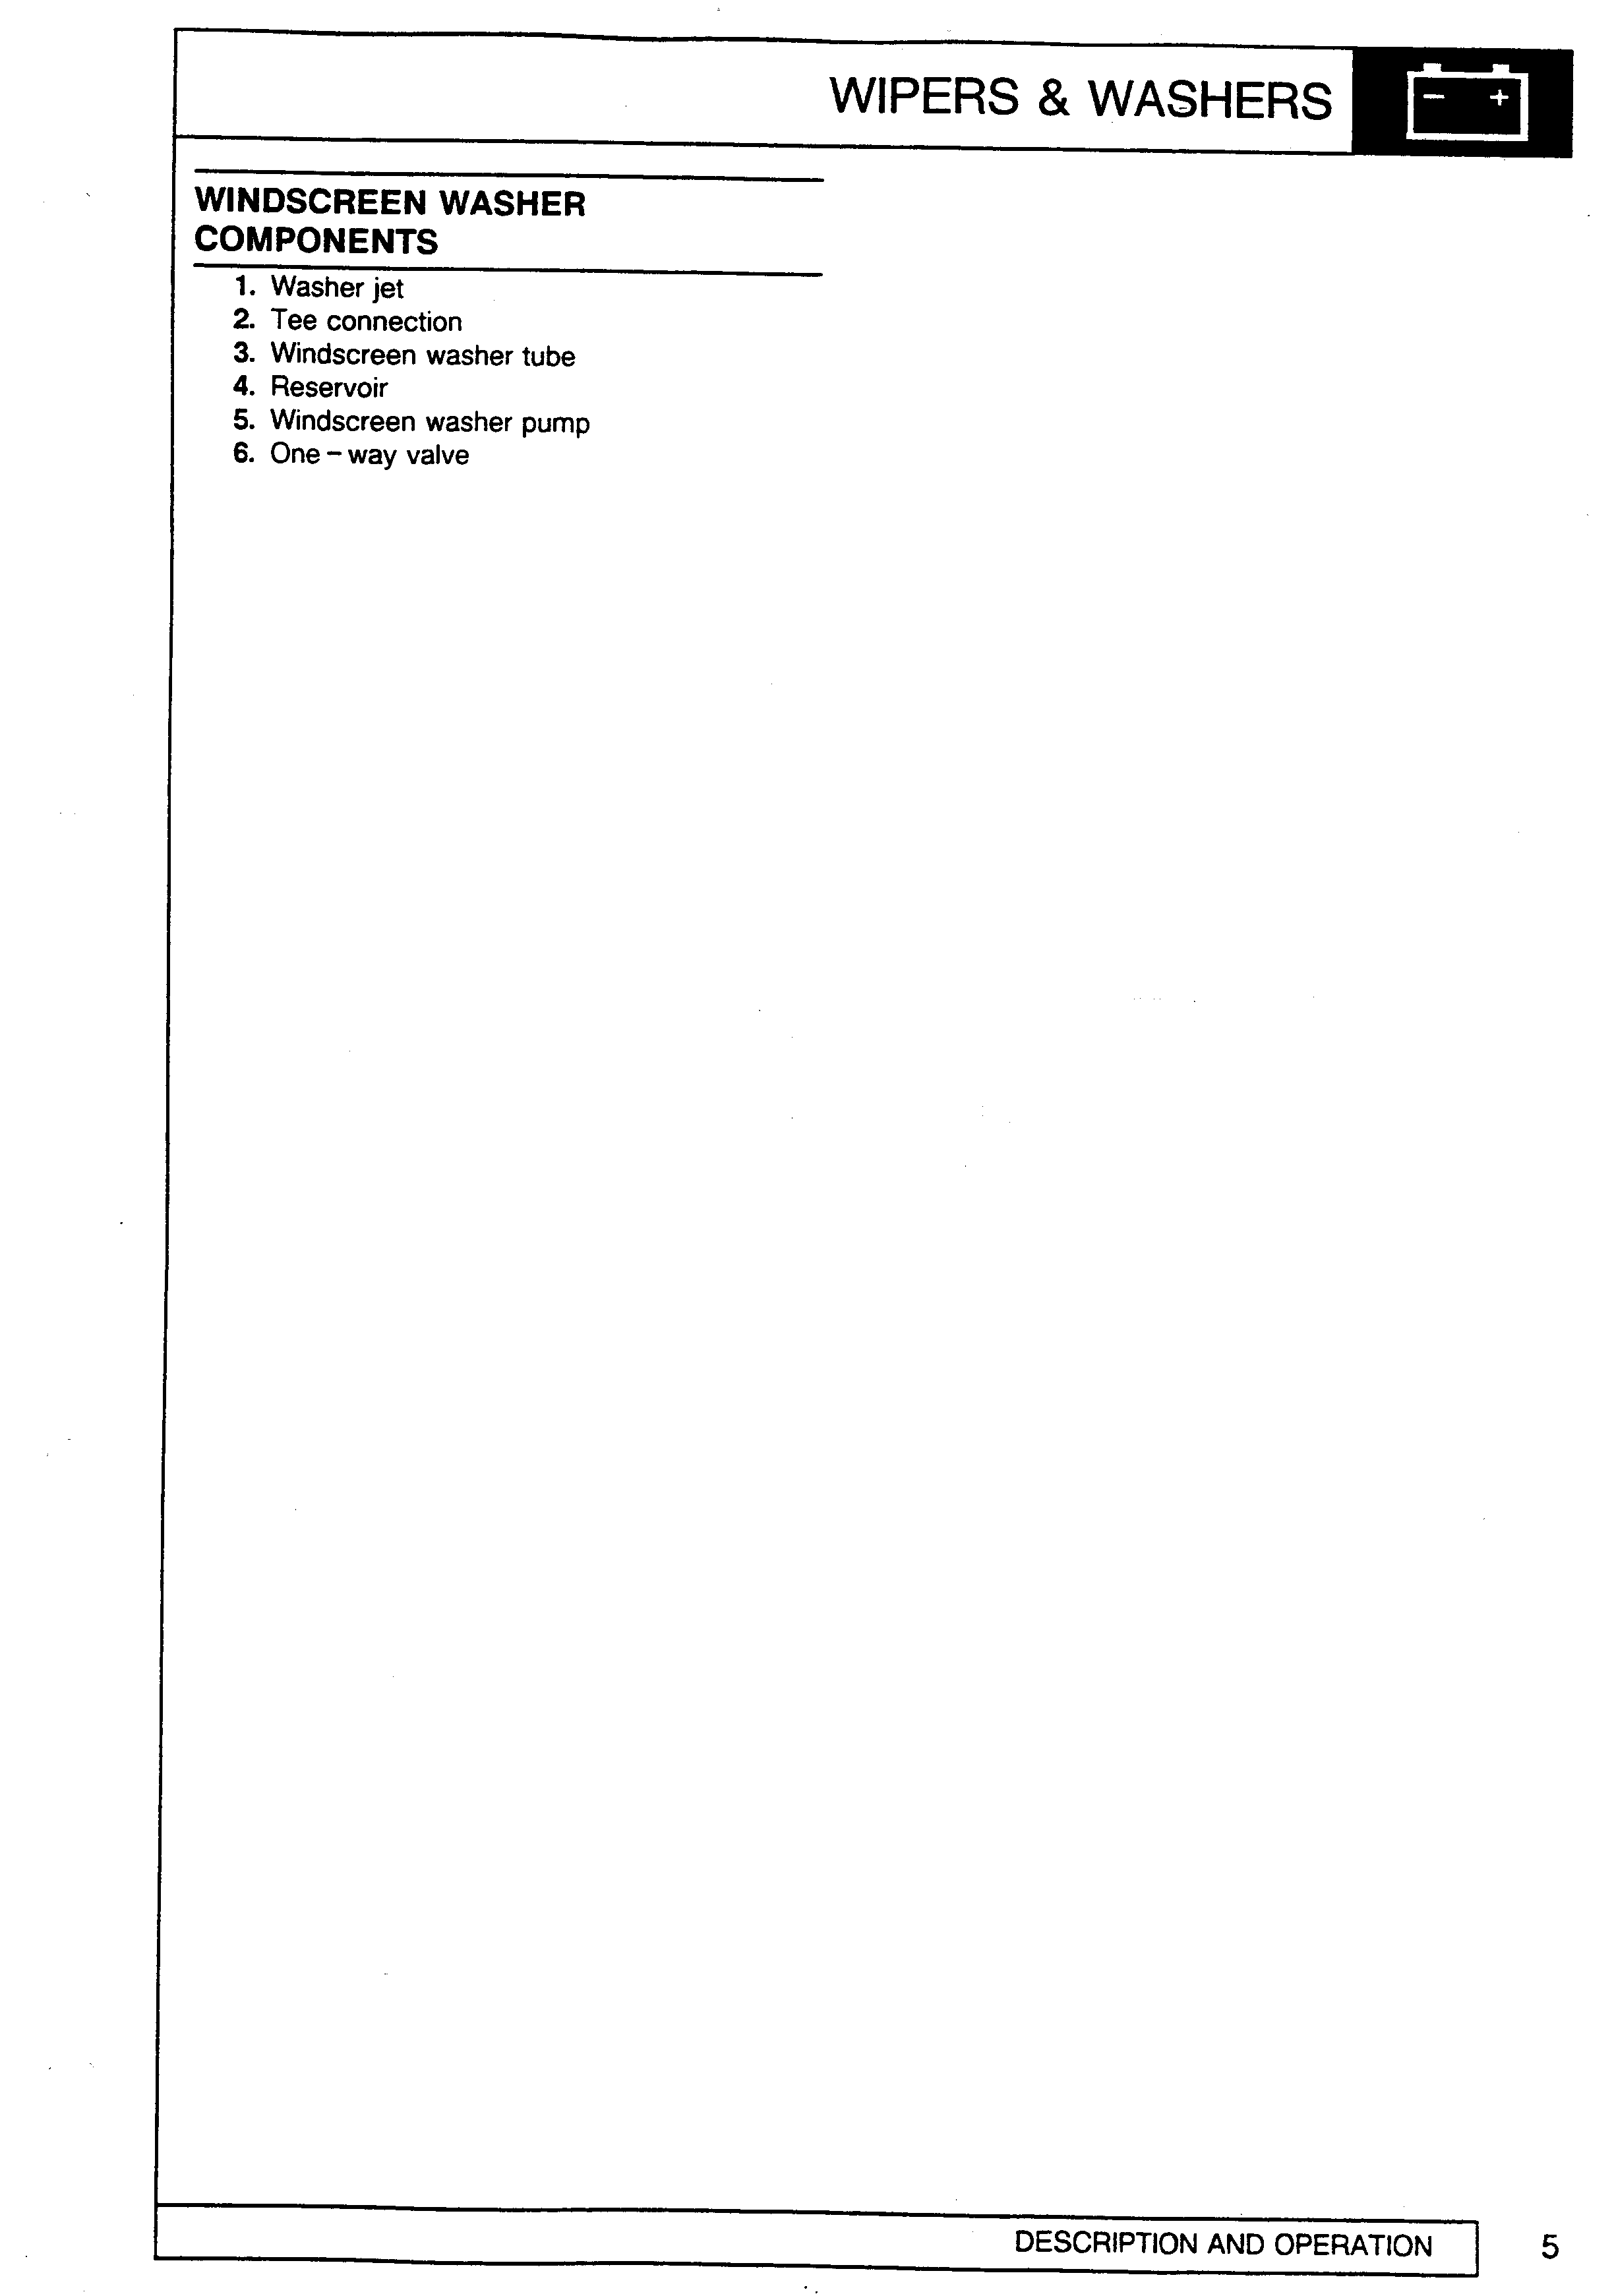 WIPERS & WASHERS
WINDSCREEN WASHER
COMPONENTS
1. Washer jet
2. Tee connection
3. Windscreen washer tube
4. Reservoir
5. Windscreen washer pump
6. One – way valve
DESCRIPTION AND OPERATION
5